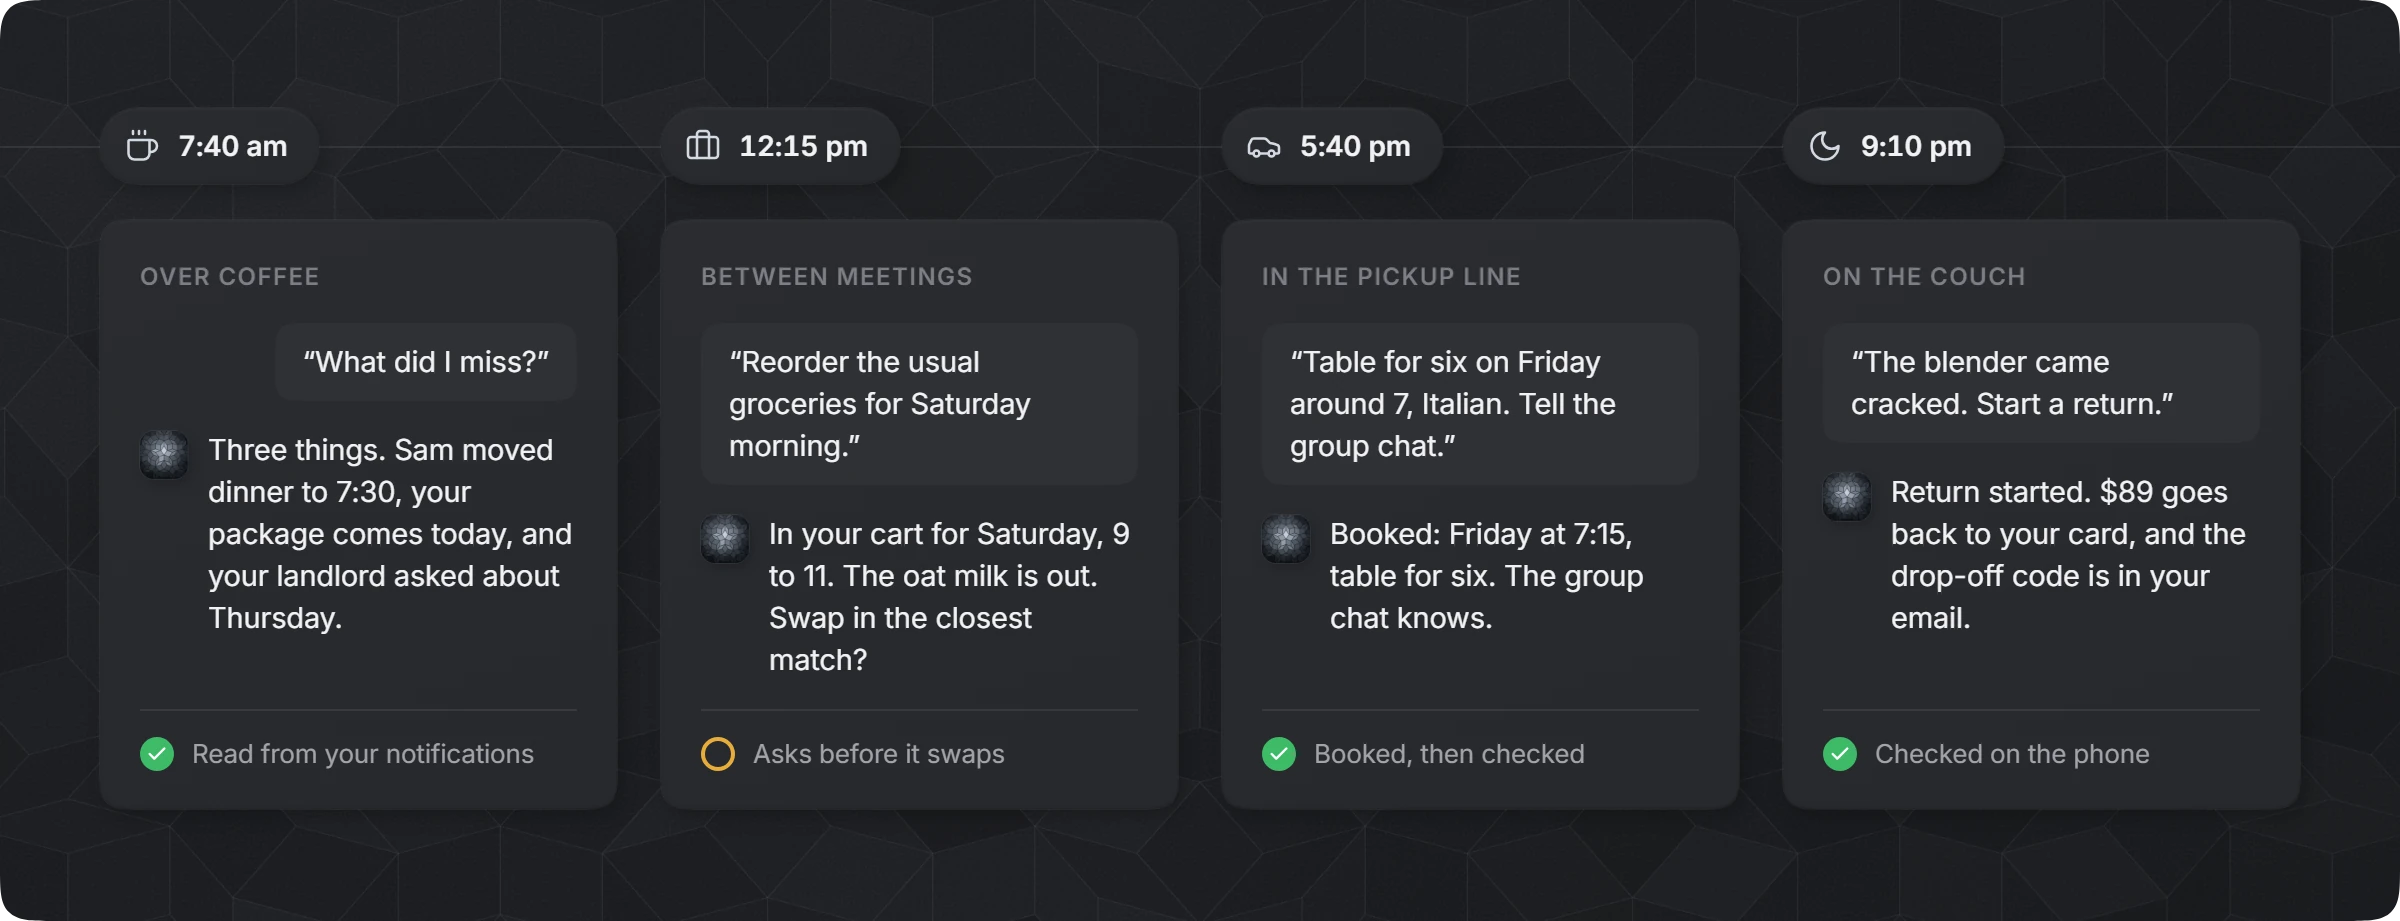 7:40 am
OVER COFFEE
“What did I miss?”
Three things. Sam moved
dinner to 7:30, your
package comes today, and
your landlord asked about
Thursday.
Read from your notifications
12:15 pm
BETWEEN MEETINGS
“Reorder the usual
groceries for Saturday
morning.”
In your cart for Saturday, 9
to 11. The oat milk is out.
Swap in the closest
match?
Asks before it swaps
5:40 pm
IN THE PICKUP LINE
“Table for six on Friday
around 7, Italian. Tell the
group chat.”
Booked: Friday at 7:15,
table for six. The group
chat knows.
Booked, then checked
9:10 pm
ON THE COUCH
“The blender came
cracked. Start a return.”
Return started. $89 goes
back to your card, and the
drop-off code is in your
email.
Checked on the phone